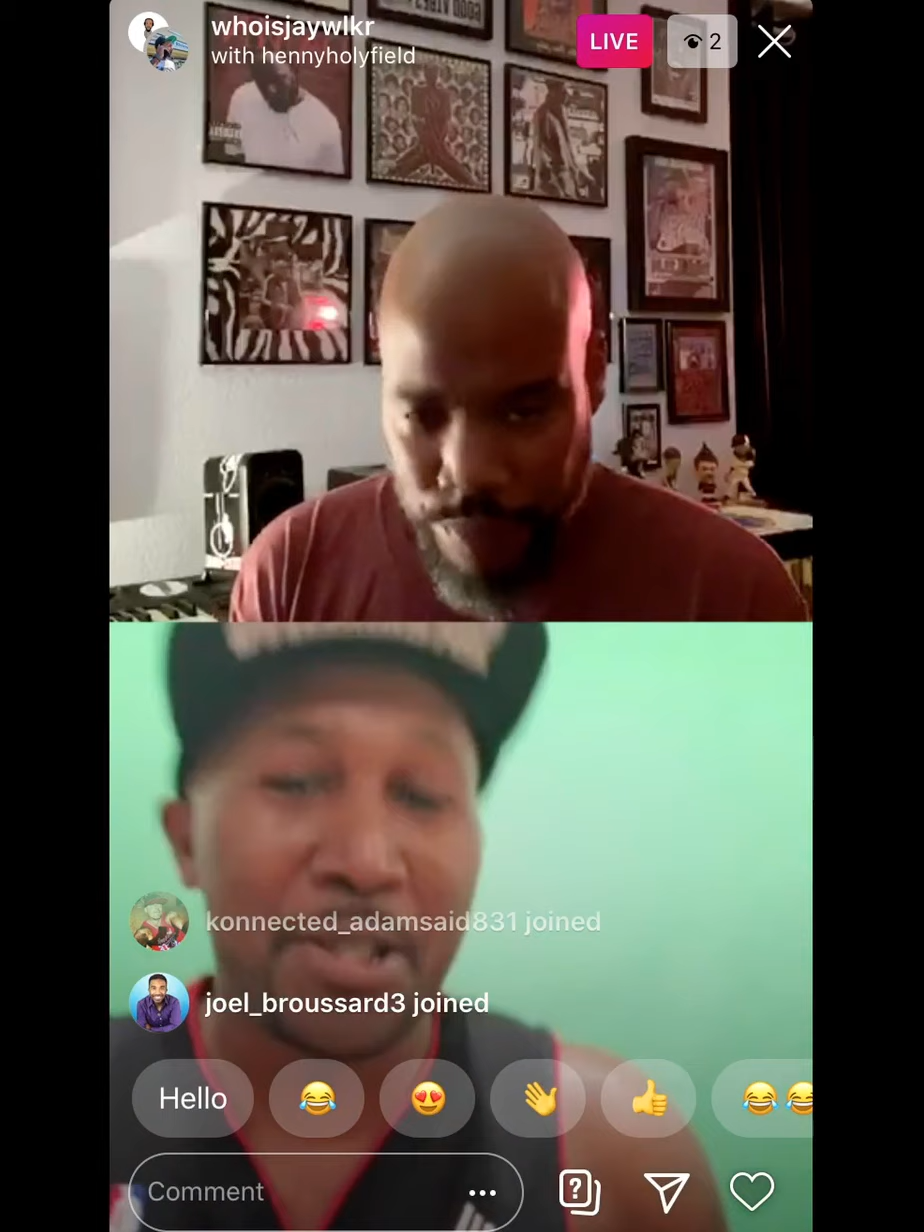 whoisjaywlkr
with hennyholyfield
LIVE
2
konnected_adamsaid831 joined
joel_broussard3 joined
Hello
Comment